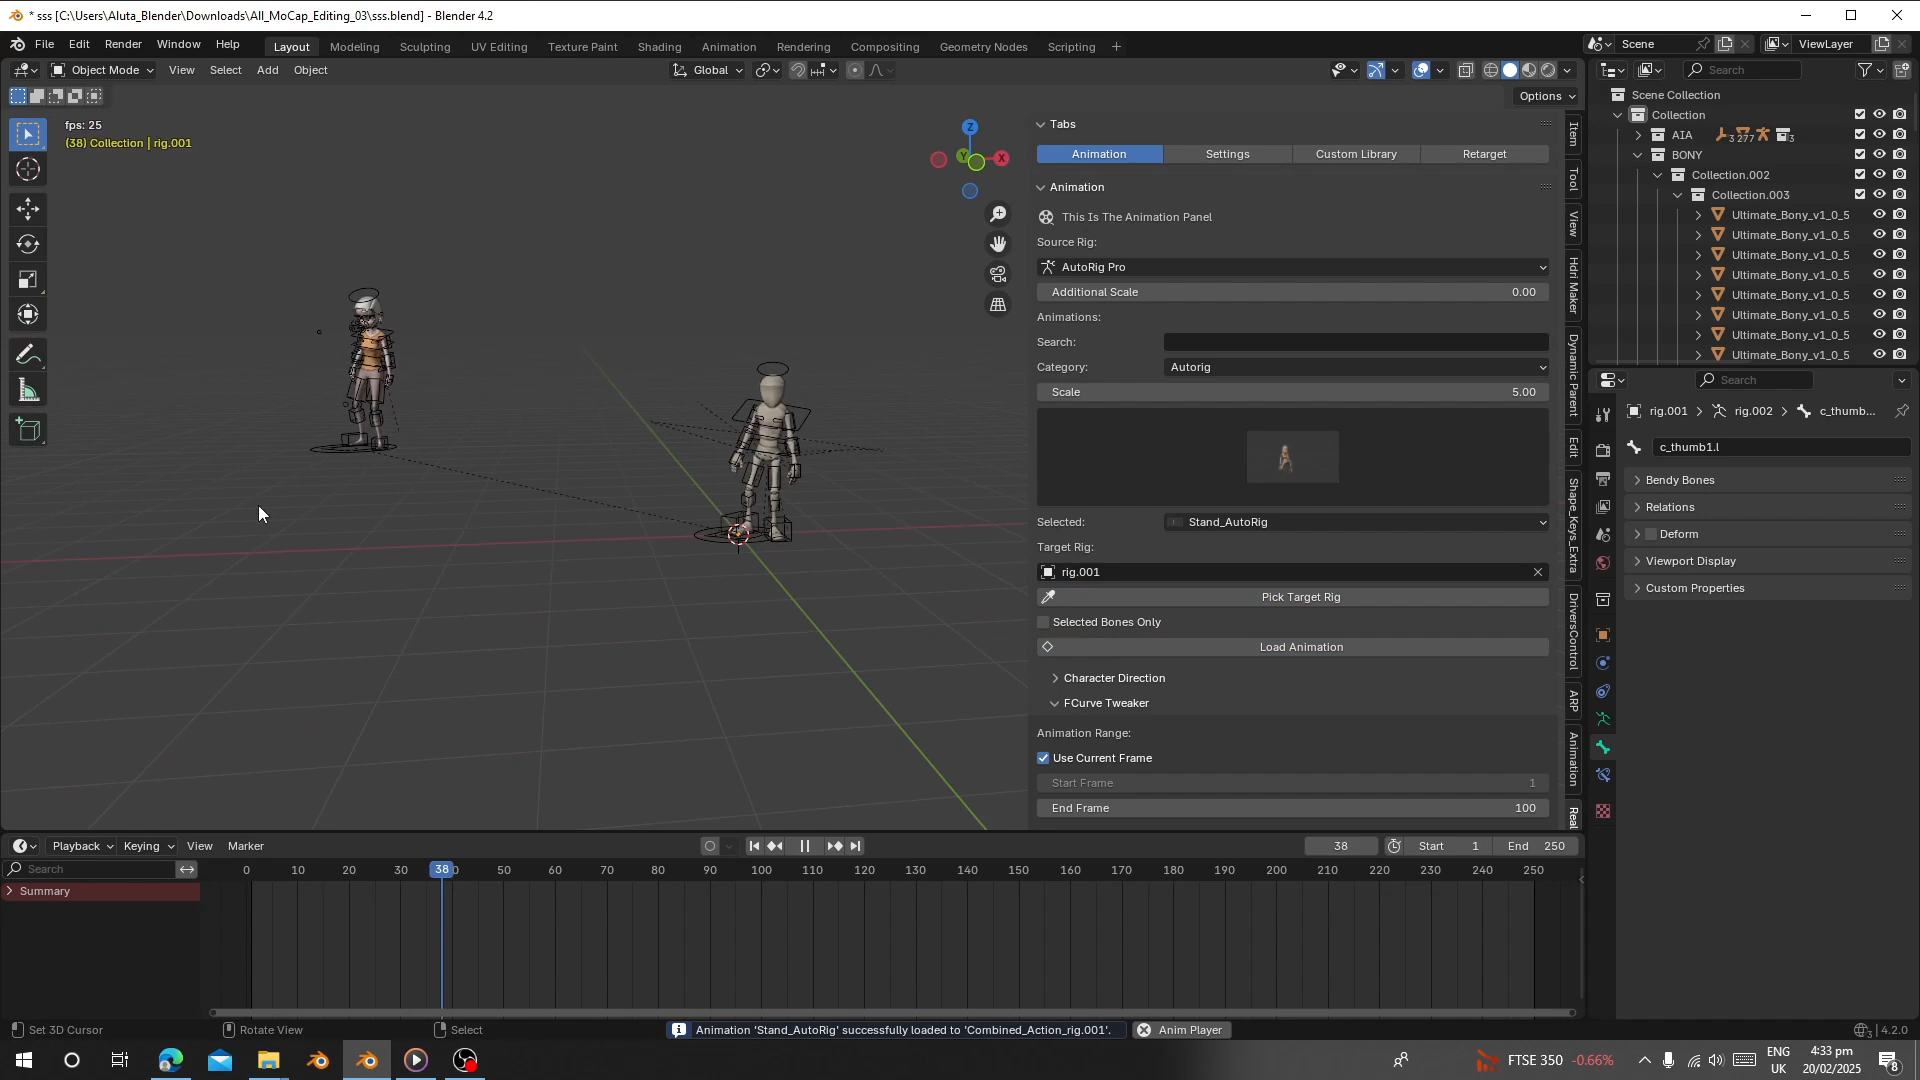 * sss [C:\Users\Aluta_Blender\Downloads\All_MoCap_Editing_03\sss.blend] - Blender 4.2
File Edit Render Window Help
Layout Modeling Sculpting UV Editing Texture Paint Shading Animation Rendering Compositing Geometry Nodes Scripting +
Scene
ViewLayer
Object Mode View Select Add Object
Global
Search
Options
fps: 25
(38) Collection | rig.001
Z
Y
X
Tabs
Animation Settings Custom Library Retarget
Animation
This Is The Animation Panel
Source Rig:
AutoRig Pro
Additional Scale 0.00
Animations:
Search:
Category: Autorig
Scale 5.00
Selected: Stand_AutoRig
Target Rig:
rig.001
Pick Target Rig
Selected Bones Only
Load Animation
Character Direction
FCurve Tweaker
Animation Range:
Use Current Frame
Start Frame 1
End Frame 100
Item
Tool
View
Hdri Maker
Dynamic Parent
Edit
Shape_Keys_Extra
DriversControl
ARP
Animation
Real
Scene Collection
Collection
AIA 3 277 3
BONY
Collection.002
Collection.003
Ultimate_Bony_v1_0_5
Ultimate_Bony_v1_0_5
Ultimate_Bony_v1_0_5
Ultimate_Bony_v1_0_5
Ultimate_Bony_v1_0_5
Ultimate_Bony_v1_0_5
Ultimate_Bony_v1_0_5
Ultimate_Bony_v1_0_5
Search
rig.001 > rig.002 > c_thumb...
c_thumb1.l
Bendy Bones
Relations
Deform
Viewport Display
Custom Properties
Playback Keying View Marker
38 Start 1 End 250
Search
0 10 20 30 38 0 50 60 70 80 90 100 110 120 130 140 150 160 170 180 190 200 210 220 230 240 250
Summary
Set 3D Cursor Rotate View Select
Animation 'Stand_AutoRig' successfully loaded to 'Combined_Action_rig.001'.
Anim Player
3 4.2.0
FTSE 350 -0.66%
ENG
UK
4:33 pm
20/02/2025
8